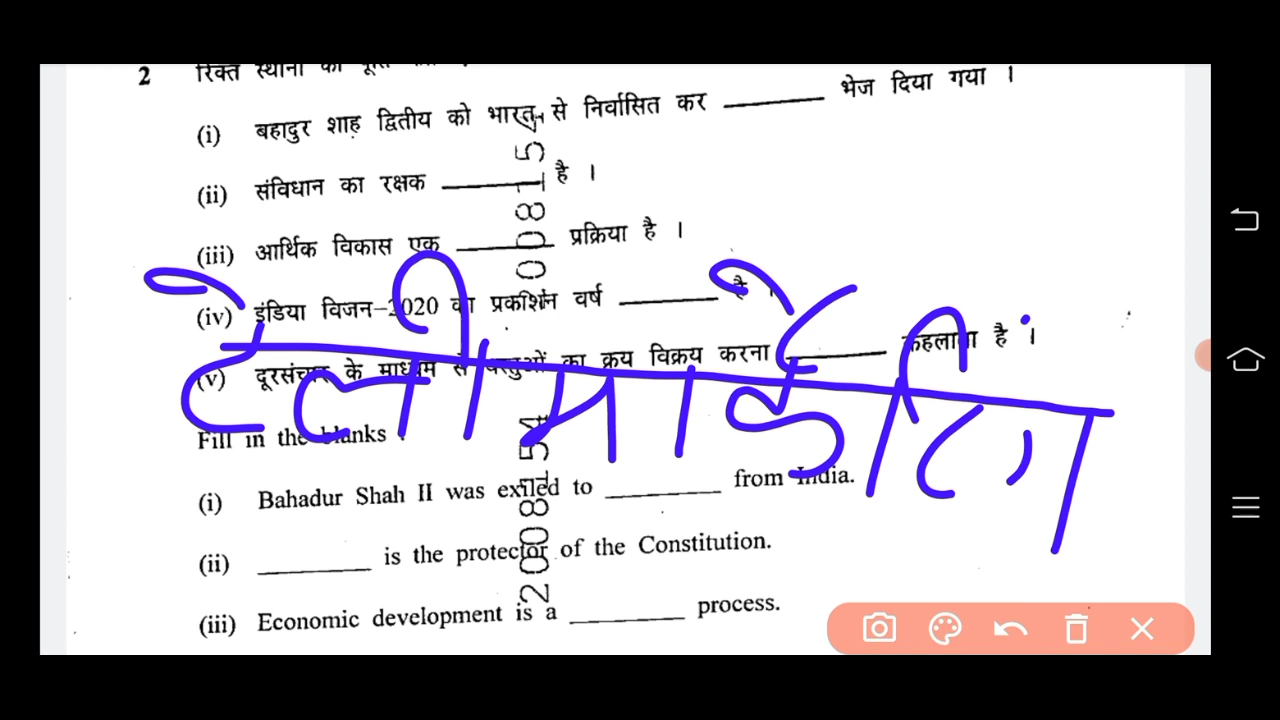 2 रिक्त स्थानों की पूर्ति
(i) बहादुर शाह द्वितीय को भारत से निर्वासित कर ________ भेज दिया गया ।
(ii) संविधान का रक्षक ________ है ।
(iii) आर्थिक विकास एक ________ प्रक्रिया है ।
(iv) इंडिया विजन–2020 का प्रकशिन वर्ष ________ है ।
(v) दूरसंचार के माध्यम से वस्तुओं का क्रय विक्रय करना ________ कहलाता है ।
Fill in the blanks :
(i) Bahadur Shah II was exiled to ________ from India.
(ii) ________ is the protector of the Constitution.
(iii) Economic development is a ________ process.